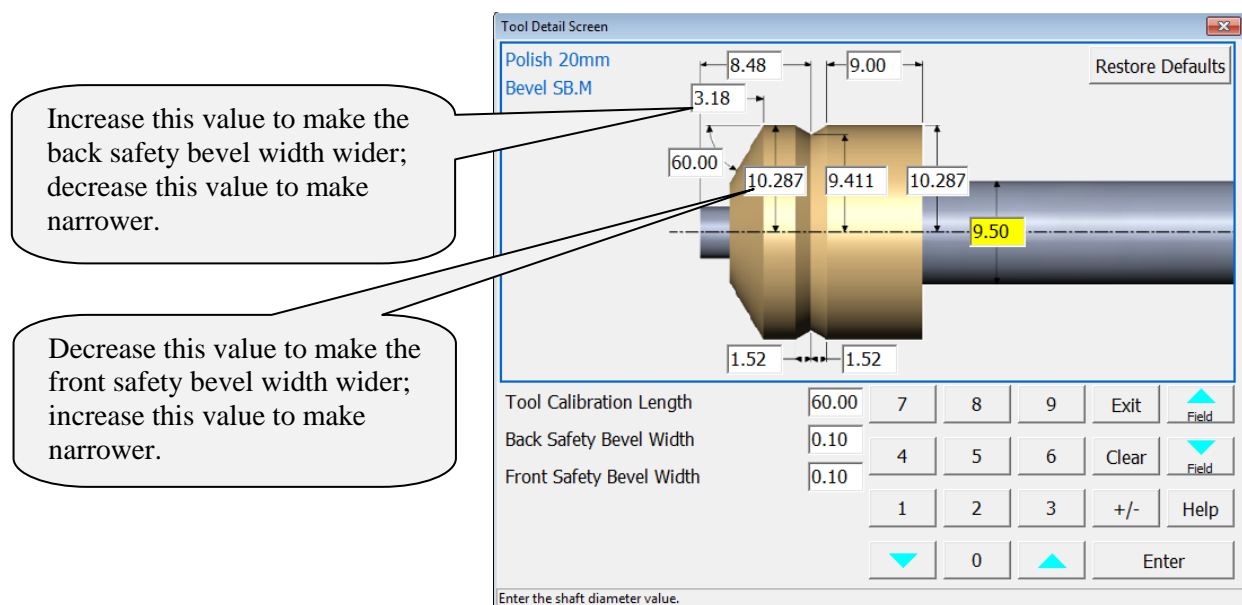 Increase this value to make the
back safety bevel width wider;
decrease this value to make
narrower.
Decrease this value to make the
front safety bevel width wider;
increase this value to make
narrower.
Tool Detail Screen
Polish 20mm
Bevel SB.M
8.48
9.00
Restore Defaults
3.18
60.00
10.287
9.411
10.287
9.50
1.52
1.52
Tool Calibration Length 60.00
Back Safety Bevel Width 0.10
Front Safety Bevel Width 0.10
7 8 9 Exit Field
4 5 6 Clear Field
1 2 3 +/- Help
0 Enter
Enter the shaft diameter value.